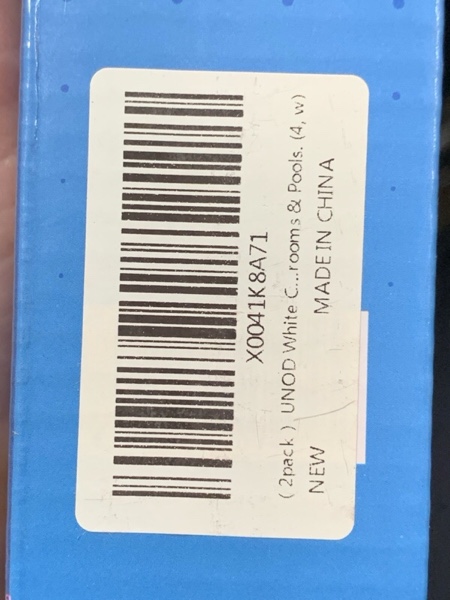 X0041K8A71
( 2pack ) UNOD White C...rooms & Pools. (4, w)
NEW MADE IN CHINA